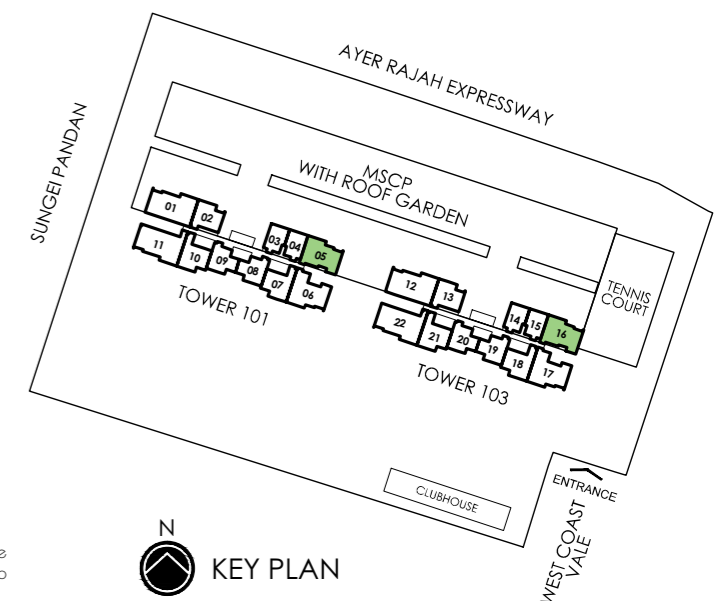 AYER RAJAH EXPRESSWAY
SUNGEI PANDAN
MSCP
WITH ROOF GARDEN
TENNIS
COURT
01
02
03
04
05
11
10
09
08
07
06
TOWER 101
12
13
14
15
16
22
21
20
19
18
17
TOWER 103
CLUBHOUSE
ENTRANCE
WEST COAST
VALE
N
KEY PLAN